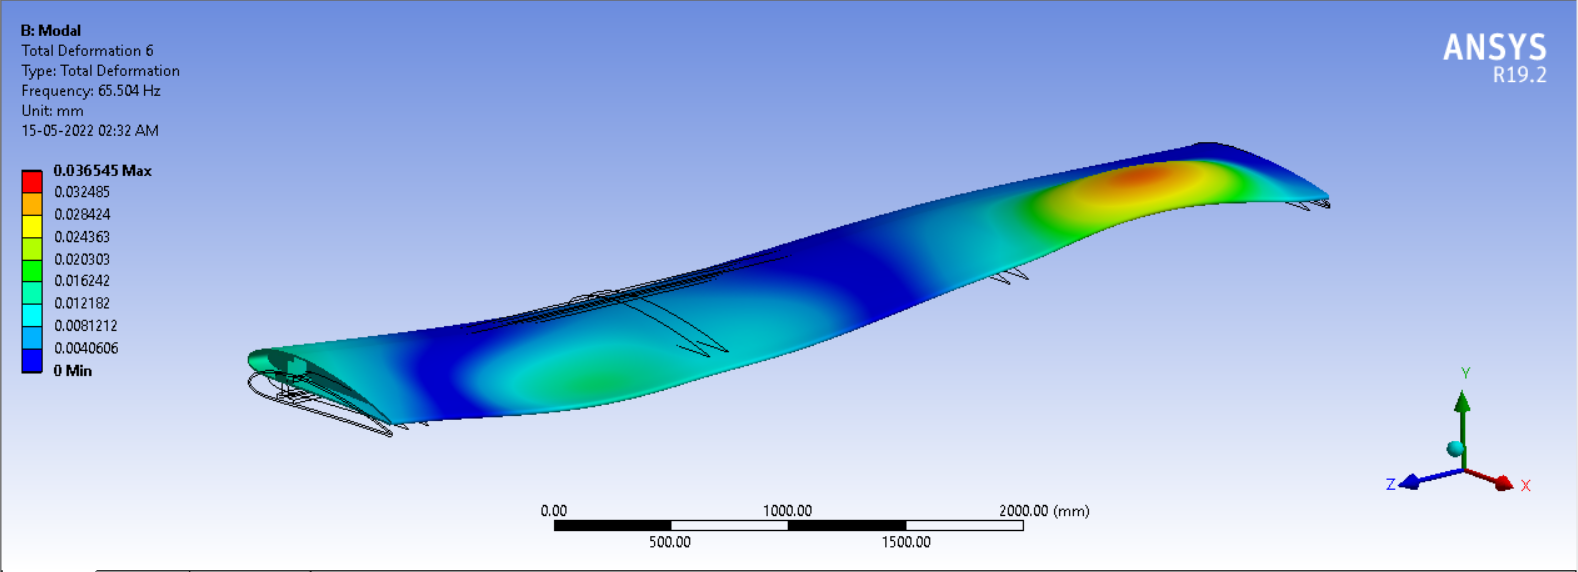 B: Modal
Total Deformation 6
Type: Total Deformation
Frequency: 65.504 Hz
Unit: mm
15-05-2022 02:32 AM
ANSYS
R19.2
0.036545 Max
0.032485
0.028424
0.024363
0.020303
0.016242
0.012182
0.0081212
0.0040606
0 Min
Y
Z
X
0.00 1000.00 2000.00 (mm)
500.00 1500.00